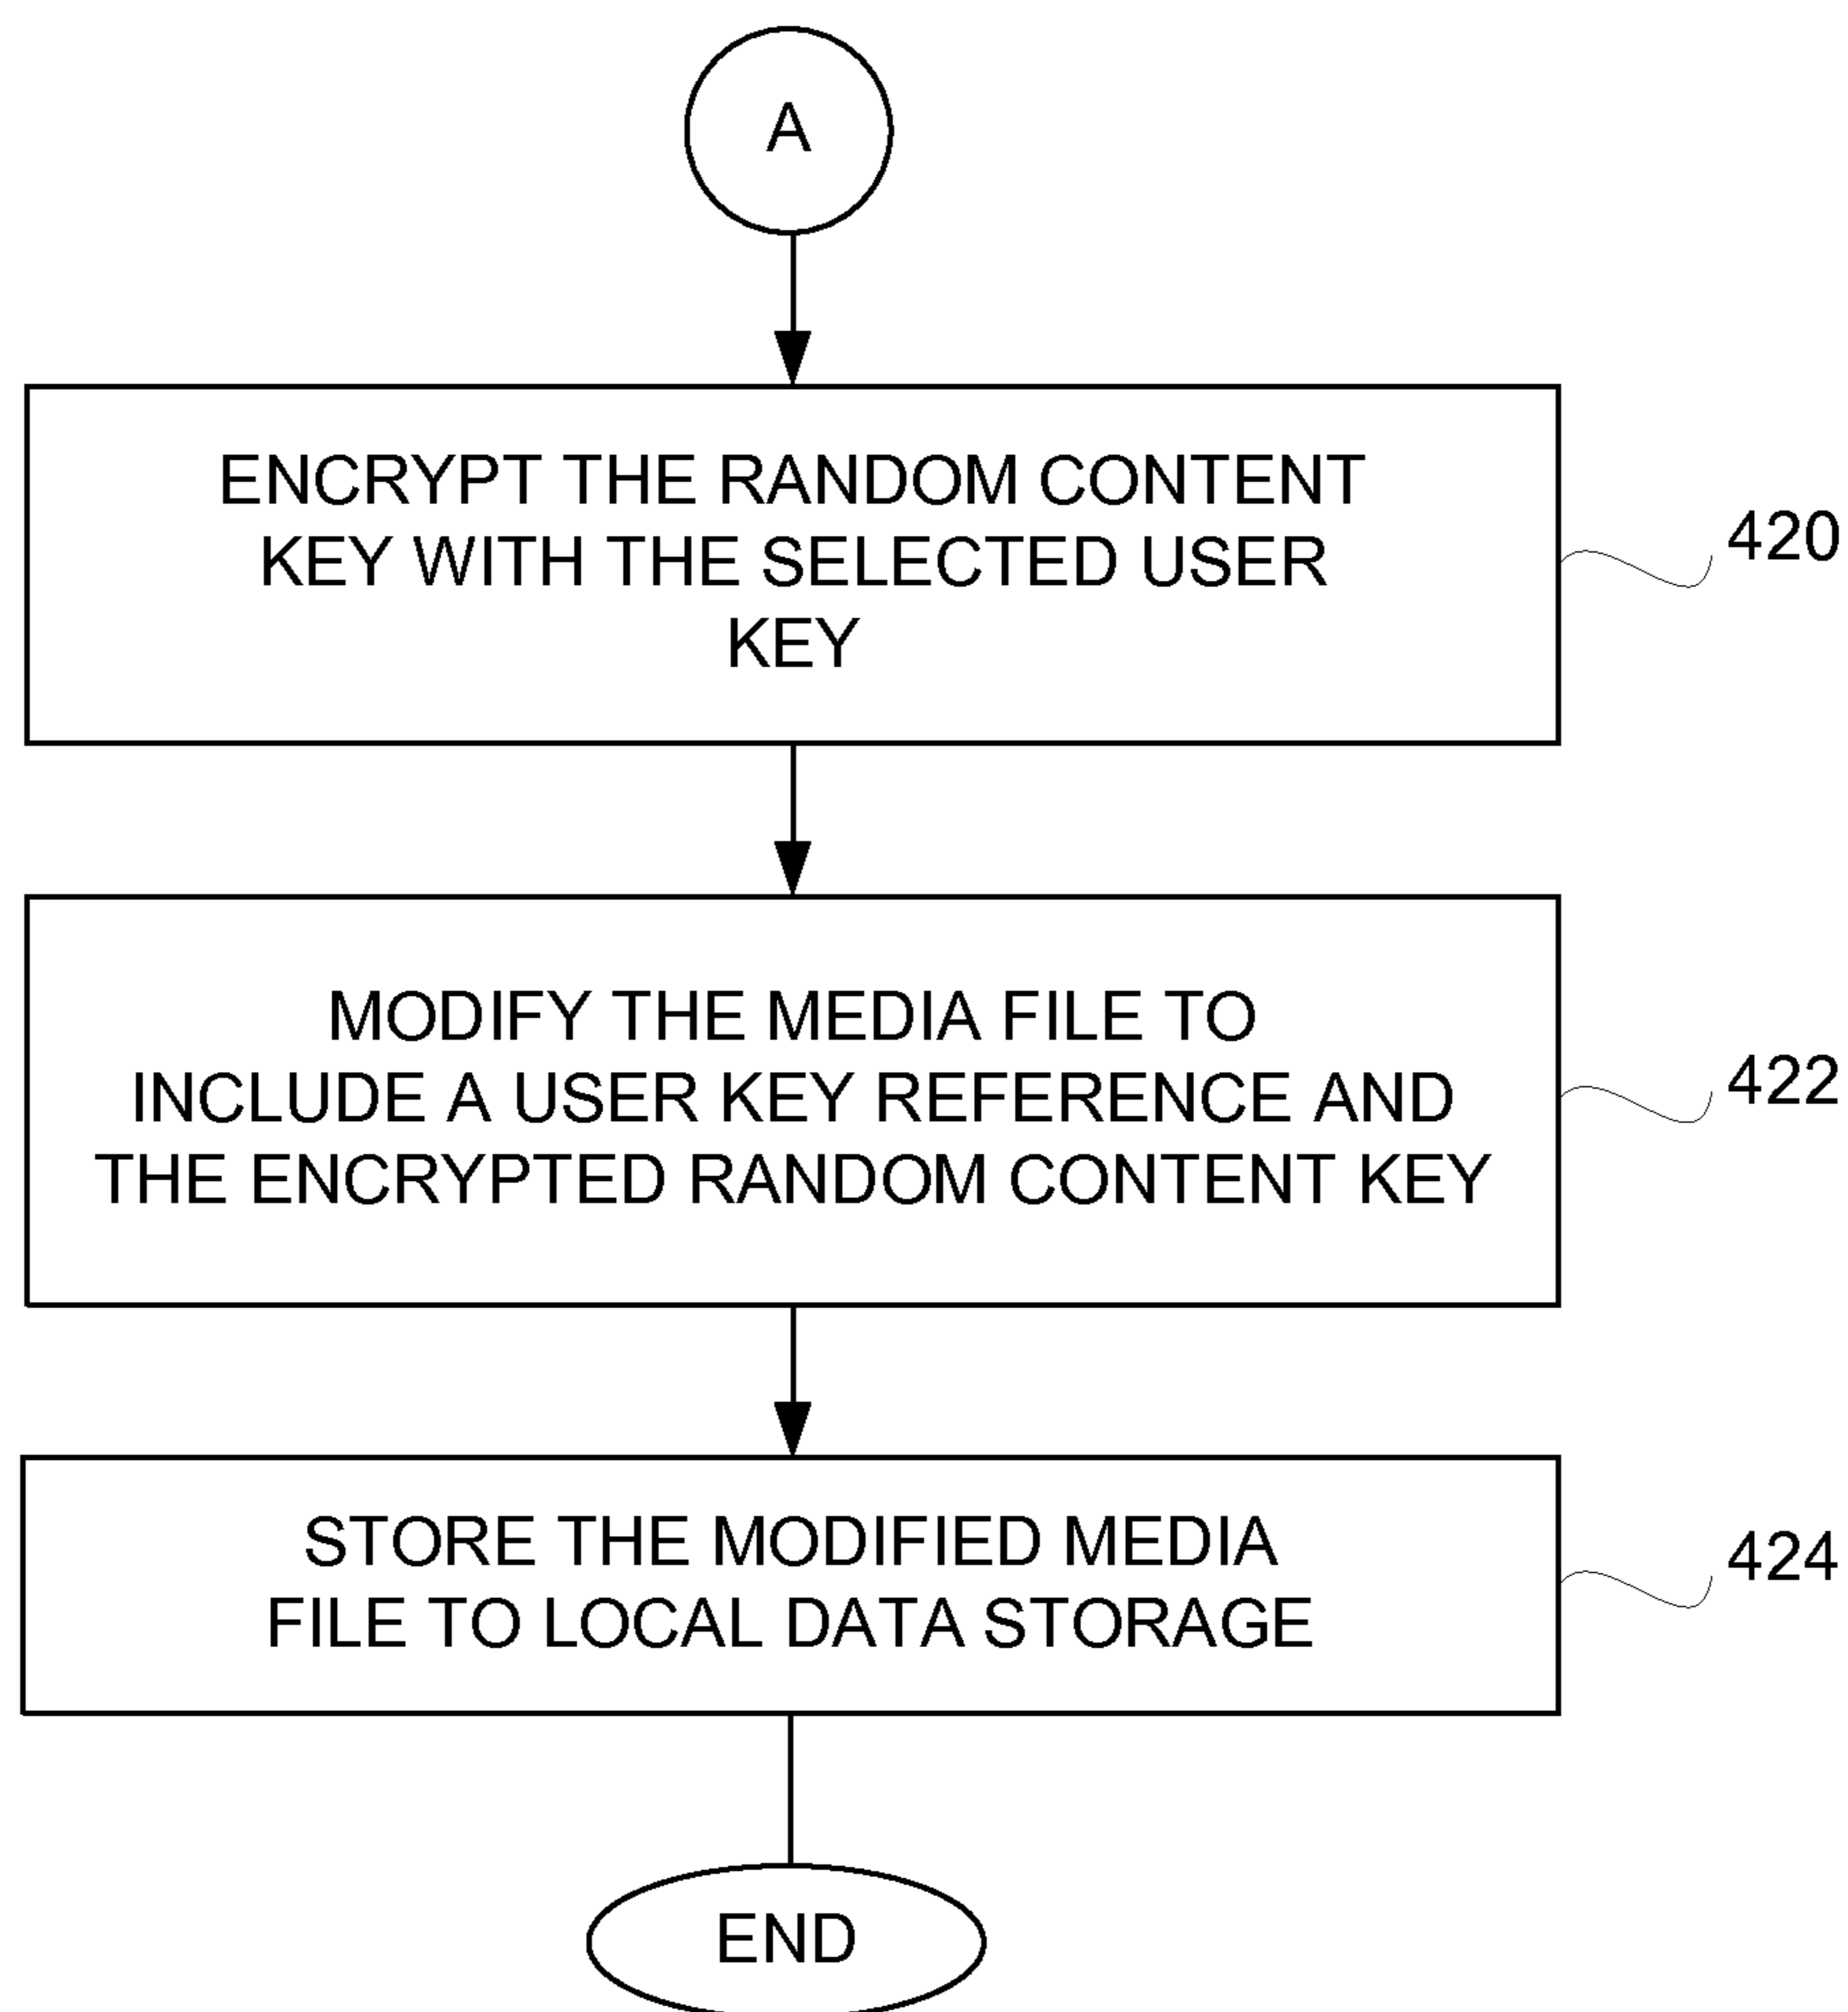 A
ENCRYPT THE RANDOM CONTENT
KEY WITH THE SELECTED USER
KEY
420
MODIFY THE MEDIA FILE TO
INCLUDE A USER KEY REFERENCE AND
THE ENCRYPTED RANDOM CONTENT KEY
422
STORE THE MODIFIED MEDIA
FILE TO LOCAL DATA STORAGE
424
END